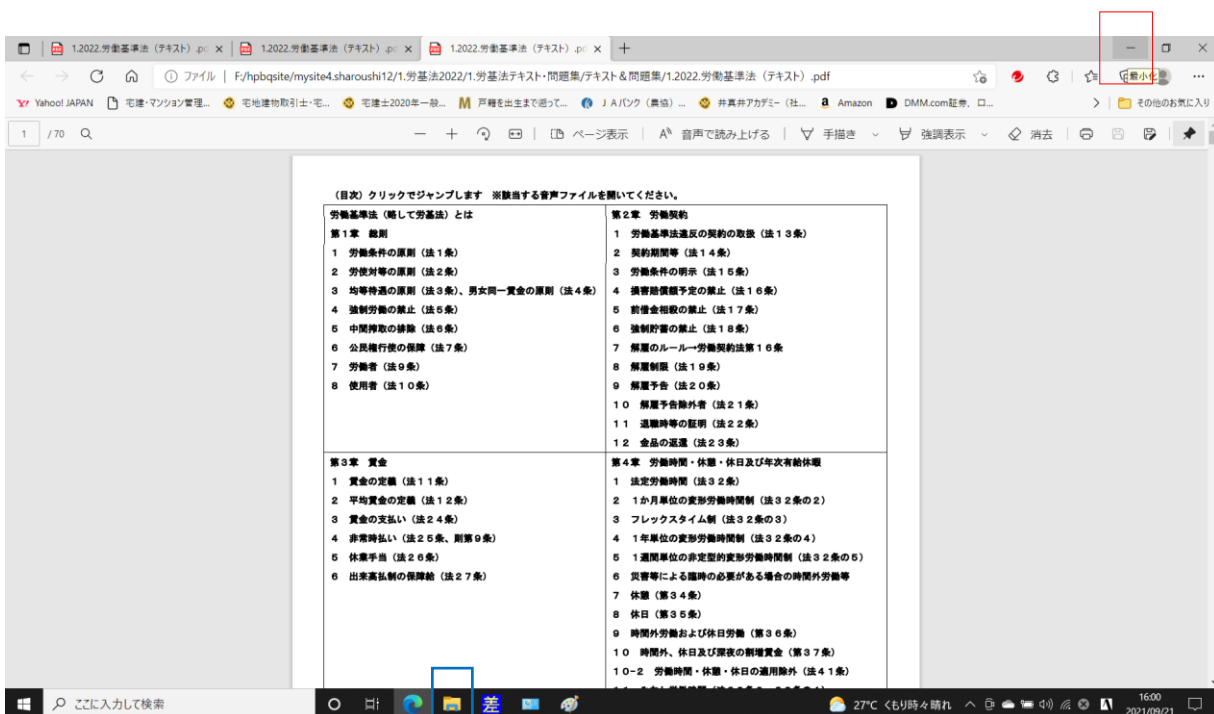 1.2022.労働基準法（テキスト）.pd
1.2022.労働基準法（テキスト）.pd
1.2022.労働基準法（テキスト）.pd
ファイル | F:/hpbqsite/mysite4.sharoushi12/1.労基法2022/1.労基法テキスト・問題集/テキスト＆問題集/1.2022.労働基準法（テキスト）.pdf
最小化
Yahoo! JAPAN
宅建・マンション管理...
宅地建物取引士・宅...
宅建士2020年一般...
戸籍を出生まで遡って...
JAバンク（農協）...
井真井アカデミー（社...
Amazon
DMM.com証券、ロ...
その他のお気に入り
1 /70
ページ表示
音声で読み上げる
手描き
強調表示
消去
（目次）クリックでジャンプします ※該当する音声ファイルを開いてください。
労働基準法（略して労基法）とは
第１章 総則
１ 労働条件の原則（法１条）
２ 労使対等の原則（法２条）
３ 均等待遇の原則（法３条）、男女同一賃金の原則（法４条）
４ 強制労働の禁止（法５条）
５ 中間搾取の排除（法６条）
６ 公民権行使の保障（法７条）
７ 労働者（法９条）
８ 使用者（法１０条）
第２章 労働契約
１ 労働基準法違反の契約の取扱（法１３条）
２ 契約期間等（法１４条）
３ 労働条件の明示（法１５条）
４ 損害賠償額予定の禁止（法１６条）
５ 前借金相殺の禁止（法１７条）
６ 強制貯蓄の禁止（法１８条）
７ 解雇のルール→労働契約法第１６条
８ 解雇制限（法１９条）
９ 解雇予告（法２０条）
１０ 解雇予告除外者（法２１条）
１１ 退職時等の証明（法２２条）
１２ 金品の返還（法２３条）
第３章 賃金
１ 賃金の定義（法１１条）
２ 平均賃金の定義（法１２条）
３ 賃金の支払い（法２４条）
４ 非常時払い（法２５条、則第９条）
５ 休業手当（法２６条）
６ 出来高払制の保障給（法２７条）
第４章 労働時間・休憩・休日及び年次有給休暇
１ 法定労働時間（法３２条）
２ １か月単位の変形労働時間制（法３２条の２）
３ フレックスタイム制（法３２条の３）
４ １年単位の変形労働時間制（法３２条の４）
５ １週間単位の非定型的変形労働時間制（法３２条の５）
６ 災害等による臨時の必要がある場合の時間外労働等
７ 休憩（第３４条）
８ 休日（第３５条）
９ 時間外労働および休日労働（第３６条）
１０ 時間外、休日及び深夜の割増賃金（第３７条）
１０−２ 労働時間・休憩・休日の適用除外（法４１条）
ここに入力して検索
差
27°C くもり時々晴れ
16:00
2021/09/21